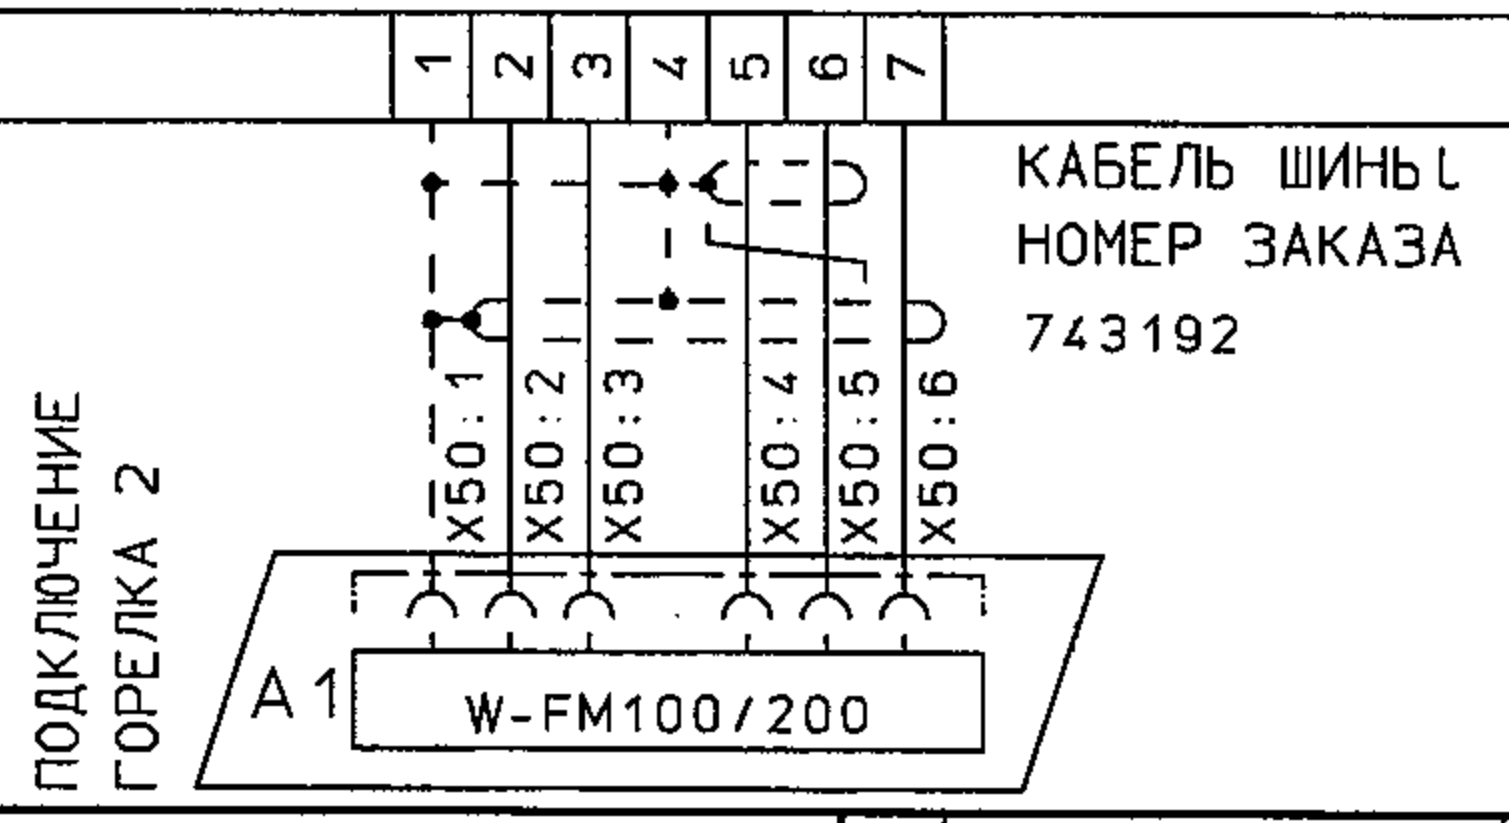 1 2 3 4 5 6 7
КАБЕЛЬ ШИНЫ
НОМЕР ЗАКАЗА
743192
X50:1 X50:2 X50:3 X50:4 X50:5 X50:6
ПОДКЛЮЧЕНИЕ
ГОРЕЛКА 2
A1
W-FM100/200